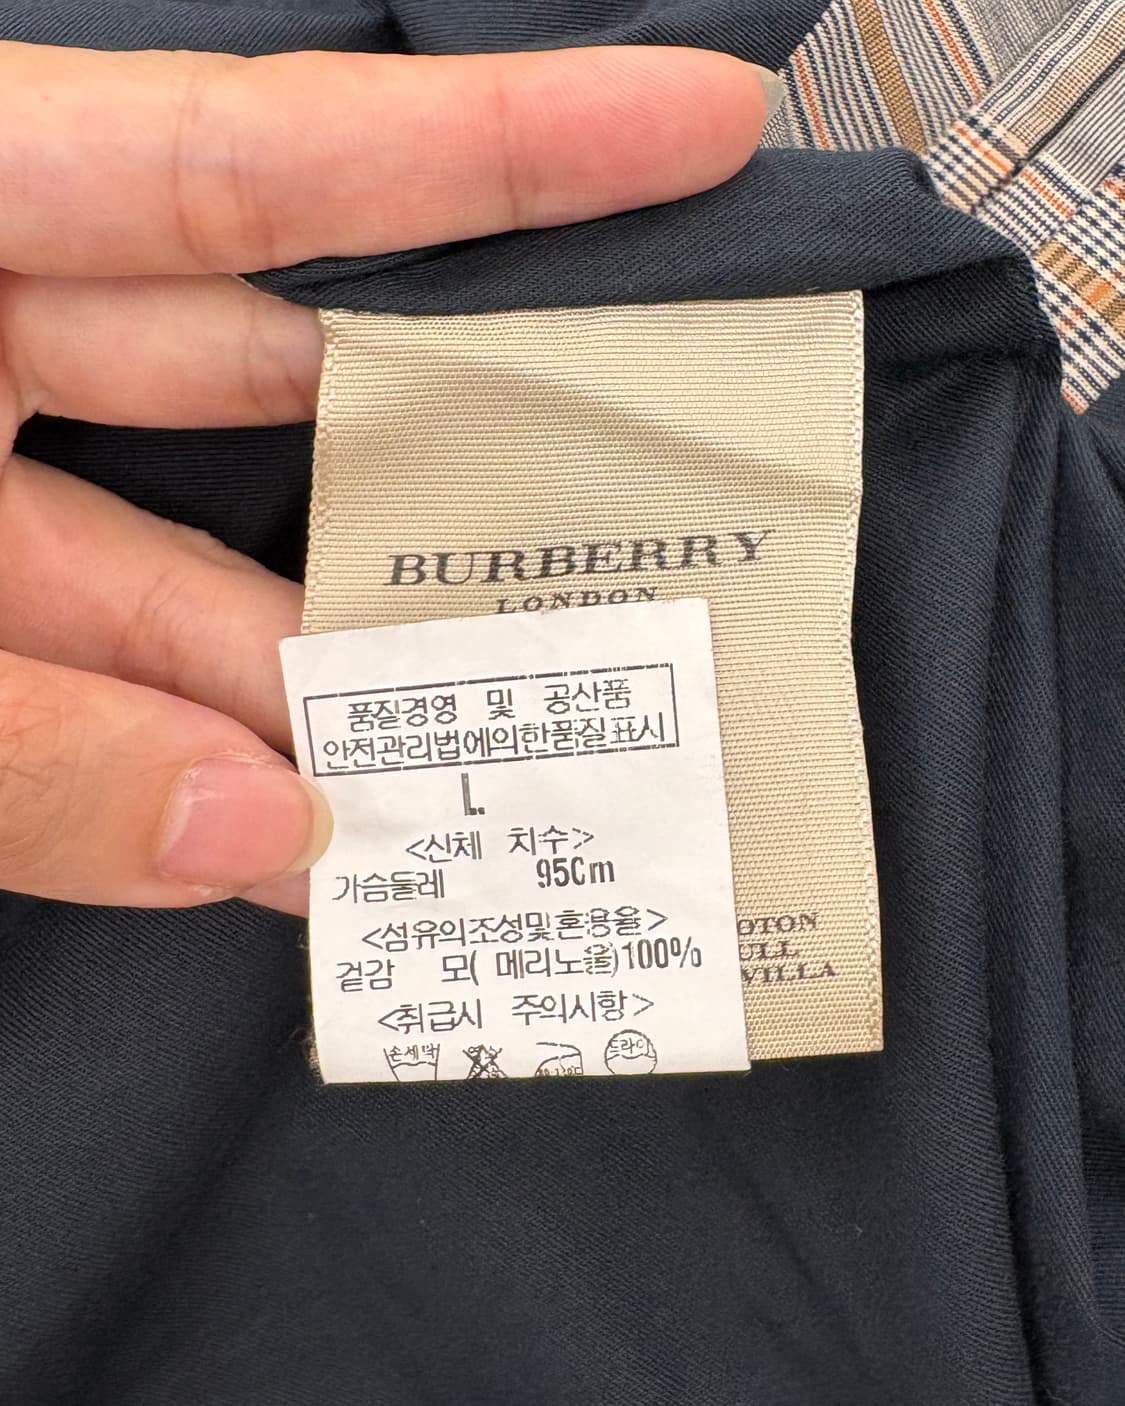 BURBERRY
LONDON
품질경영 및 공산품
안전관리법에의한품질표시
L
<신체 치수>
가슴둘레 95Cm
<섬유의조성및혼용율>
겉감 모( 메리노울)100%
<취급시 주의사항>
손세탁 드라이
OTON
ULL
VILLA